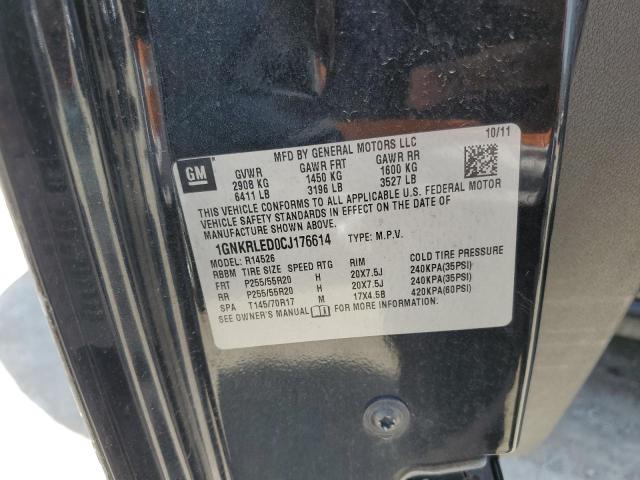 10/11
MFD BY GENERAL MOTORS LLC
GM GVWR GAWR FRT GAWR RR
2908 KG 1450 KG 1600 KG
6411 LB 3196 LB 3527 LB
THIS VEHICLE CONFORMS TO ALL APPLICABLE U.S. FEDERAL MOTOR
VEHICLE SAFETY STANDARDS IN EFFECT ON THE DATE OF
MANUFACTURE SHOWN ABOVE.
1GNKRLED0CJ176614 TYPE: M.P.V.
MODEL: R14526
RBBM TIRE SIZE SPEED RTG RIM COLD TIRE PRESSURE
FRT P255/55R20 H 20X7.5J 240KPA(35PSI)
RR P255/55R20 H 20X7.5J 240KPA(35PSI)
SPA T145/70R17 M 17X4.5B 420KPA(60PSI)
SEE OWNER'S MANUAL FOR MORE INFORMATION.